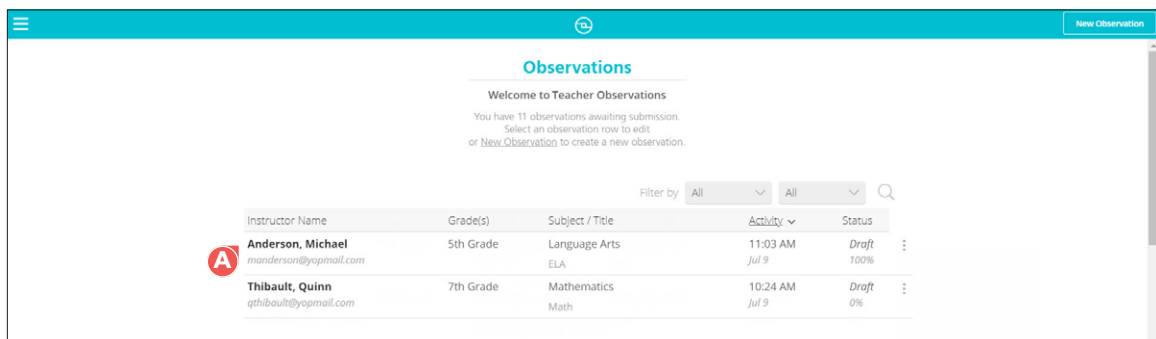 New Observation
Observations
Welcome to Teacher Observations
You have 11 observations awaiting submission.
Select an observation row to edit
or New Observation to create a new observation.
Filter by All All
Instructor Name Grade(s) Subject / Title Activity Status
Anderson, Michael 5th Grade Language Arts 11:03 AM Draft
A manderson@yopmail.com ELA Jul 9 100%
Thibault, Quinn 7th Grade Mathematics 10:24 AM Draft
qthibault@yopmail.com Math Jul 9 0%